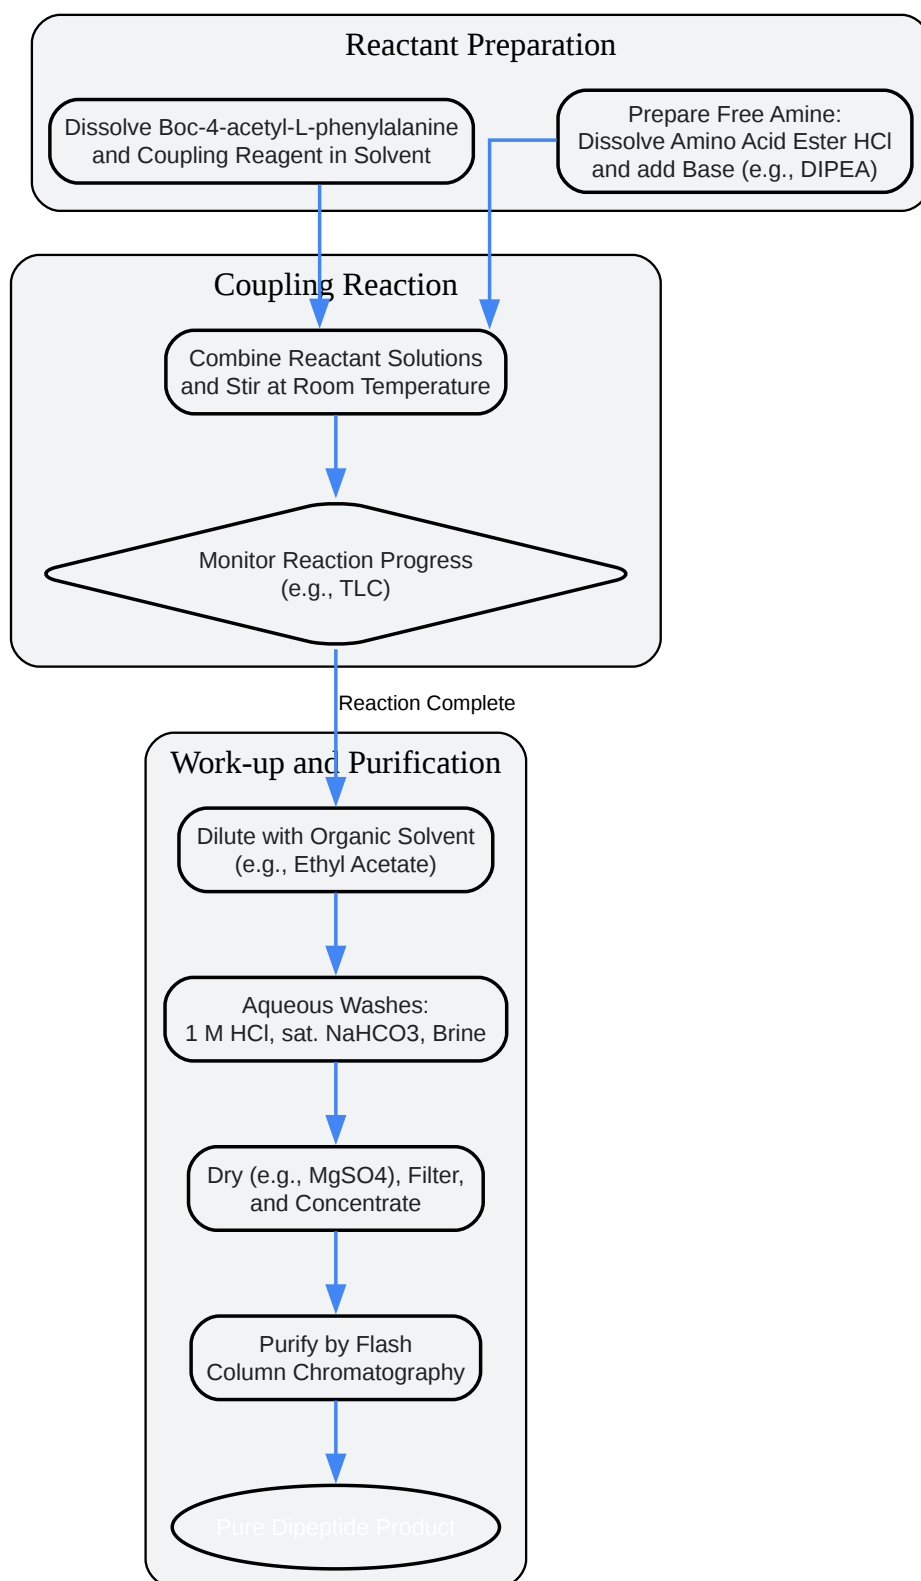 Reactant Preparation
Dissolve Boc-4-acetyl-L-phenylalanine
and Coupling Reagent in Solvent
Prepare Free Amine:
Dissolve Amino Acid Ester HCl
and add Base (e.g., DIPEA)
Coupling Reaction
Combine Reactant Solutions
and Stir at Room Temperature
Monitor Reaction Progress
(e.g., TLC)
Reaction Complete
Work-up and Purification
Dilute with Organic Solvent
(e.g., Ethyl Acetate)
Aqueous Washes:
1 M HCl, sat. NaHCO3, Brine
Dry (e.g., MgSO4), Filter,
and Concentrate
Purify by Flash
Column Chromatography
Pure Dipeptide Product